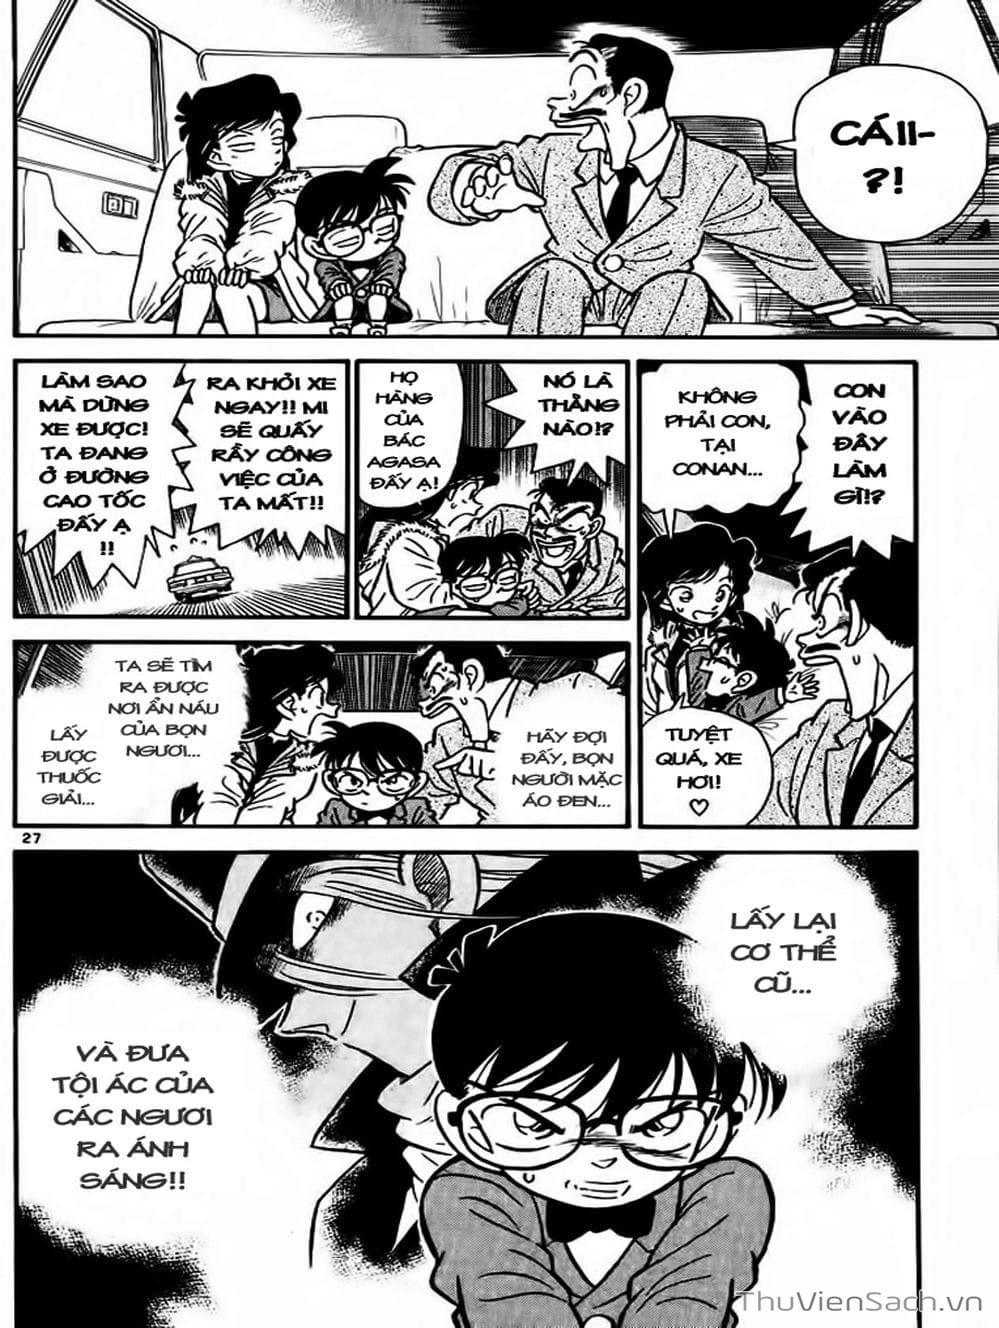 CÁII-
?!
CON
VÀO
ĐÂY
LÀM
GÌ!?
KHÔNG
PHẢI CON,
TẠI
CONAN...
TUYỆT
QUÁ, XE
HƠI!
♡
NÓ LÀ
THẰNG
NÀO!?
HỌ
HÀNG
CỦA
BÁC
AGASA
ĐẤY Ạ!
RA KHỎI XE
NGAY!! MI
SẼ QUẤY
RẦY CÔNG
VIỆC CỦA
TA MẤT!!
LÀM SAO
MÀ DỪNG
XE ĐƯỢC!
TA ĐANG
Ở ĐƯỜNG
CAO TỐC
ĐẤY Ạ
!!
HÃY ĐỢI
ĐẤY, BỌN
NGƯỜI MẶC
ÁO ĐEN...
TA SẼ TÌM
RA ĐƯỢC
NƠI ẨN NÁU
CỦA BỌN
NGƯƠI...
LẤY
ĐƯỢC
THUỐC
GIẢI...
27
LẤY LẠI
CƠ THỂ
CŨ...
VÀ ĐƯA
TỘI ÁC CỦA
CÁC NGƯƠI
RA ÁNH
SÁNG!!
ThuVienSach.vn